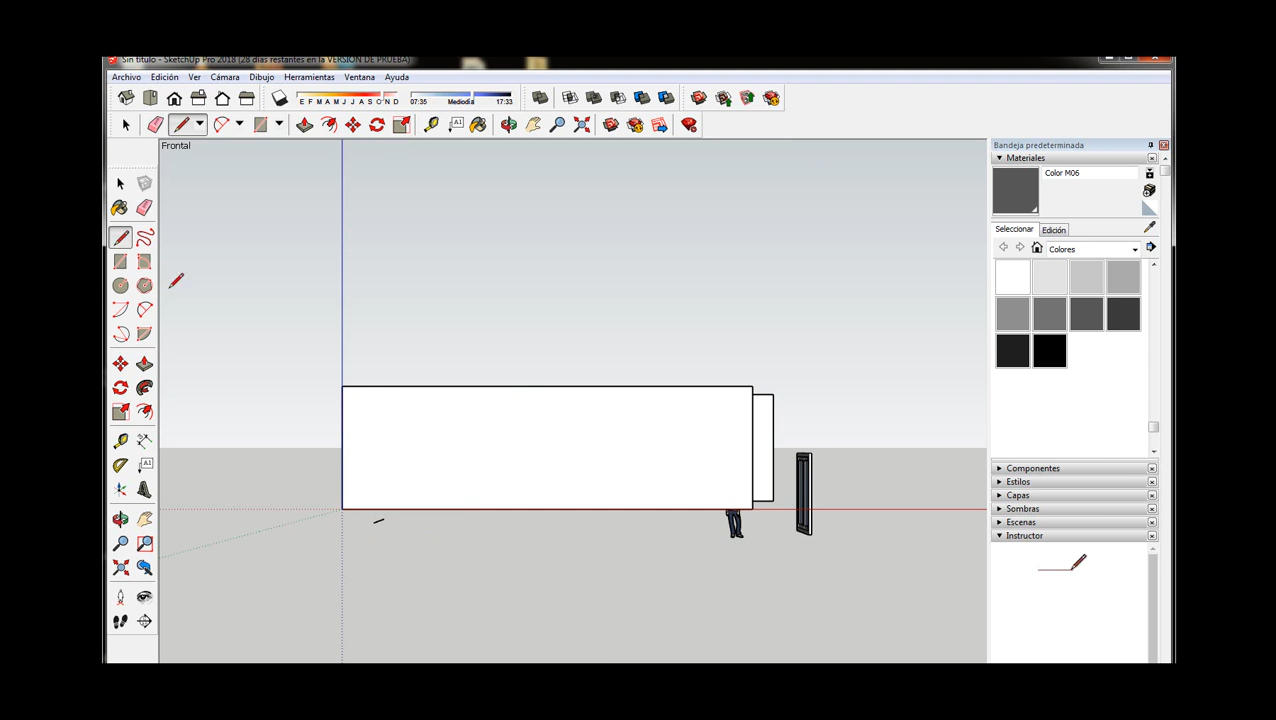 Sin título - SketchUp Pro 2018 (28 días restantes en la VERSIÓN DE PRUEBA)
Archivo Edición Ver Cámara Dibujo Herramientas Ventana Ayuda
E F M A M J J A S O N D 07:35 Mediodía 17:33
A1
Frontal
Bandeja predeterminada
Materiales
Color M06
Seleccionar Edición
Colores
A1
Componentes
Estilos
Capas
Sombras
Escenas
Instructor